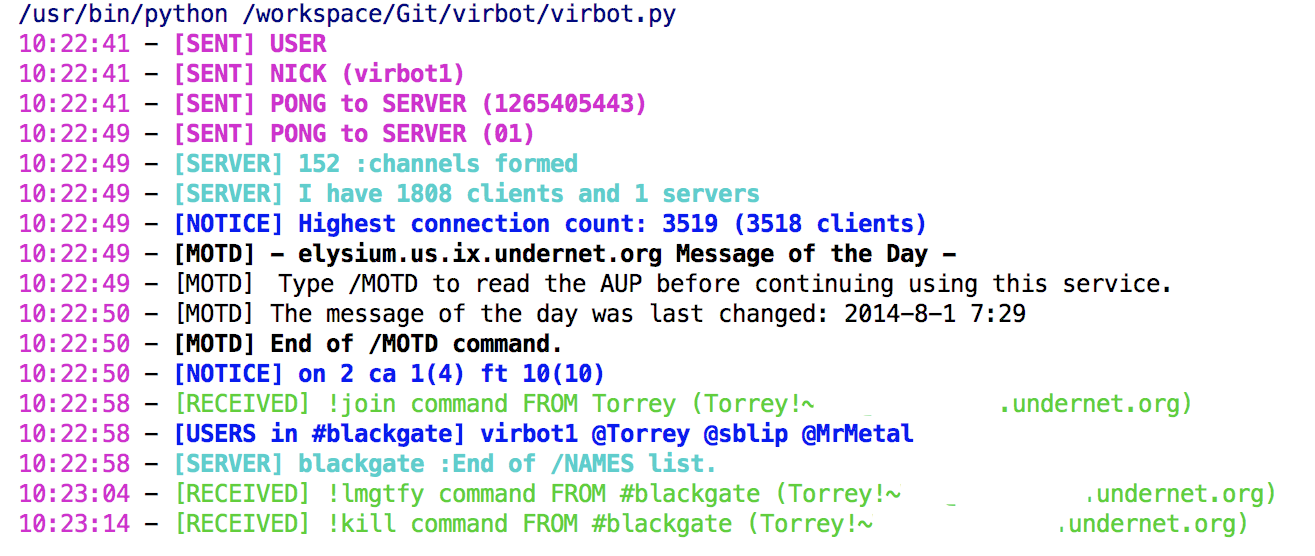 /usr/bin/python /workspace/Git/virbot/virbot.py
10:22:41 – [SENT] USER
10:22:41 – [SENT] NICK (virbot1)
10:22:41 – [SENT] PONG to SERVER (1265405443)
10:22:49 – [SENT] PONG to SERVER (01)
10:22:49 – [SERVER] 152 :channels formed
10:22:49 – [SERVER] I have 1808 clients and 1 servers
10:22:49 – [NOTICE] Highest connection count: 3519 (3518 clients)
10:22:49 – [MOTD] – elysium.us.ix.undernet.org Message of the Day –
10:22:49 – [MOTD]  Type /MOTD to read the AUP before continuing using this service.
10:22:50 – [MOTD] The message of the day was last changed: 2014-8-1 7:29
10:22:50 – [MOTD] End of /MOTD command.
10:22:50 – [NOTICE] on 2 ca 1(4) ft 10(10)
10:22:58 – [RECEIVED] !join command FROM Torrey (Torrey!~ .undernet.org)
10:22:58 – [USERS in #blackgate] virbot1 @Torrey @sblip @MrMetal
10:22:58 – [SERVER] blackgate :End of /NAMES list.
10:23:04 – [RECEIVED] !lmgtfy command FROM #blackgate (Torrey!~ .undernet.org)
10:23:14 – [RECEIVED] !kill command FROM #blackgate (Torrey!~ .undernet.org)